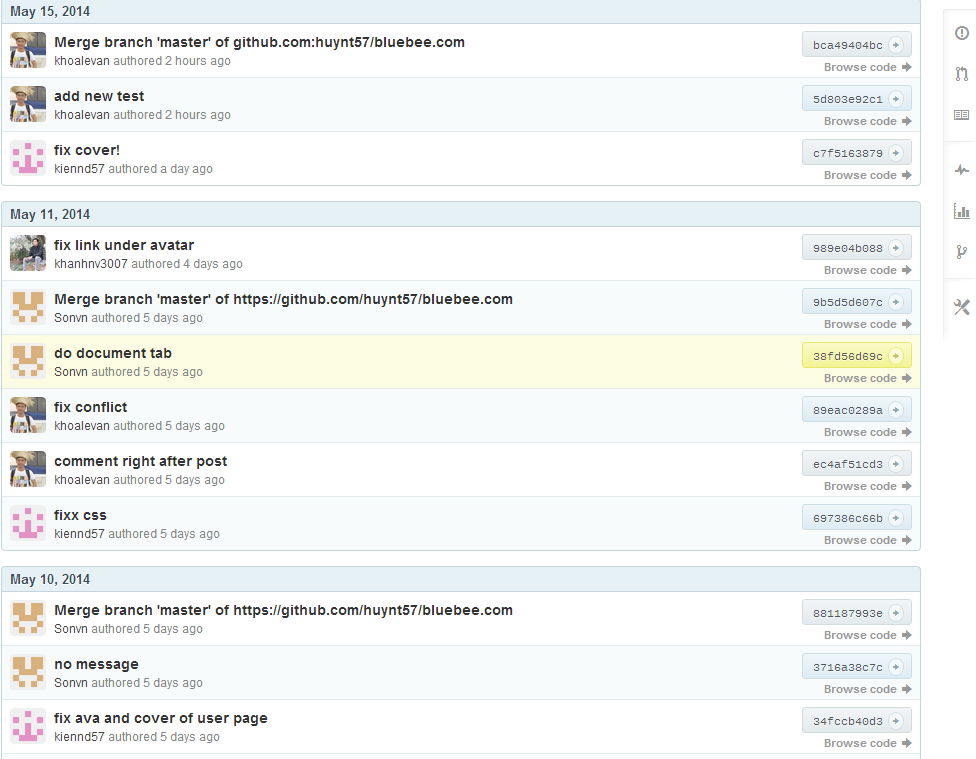 May 15, 2014
Merge branch 'master' of github.com:huynt57/bluebee.com
bca49404bc
khoalevan authored 2 hours ago
Browse code
add new test
5d803e92c1
khoalevan authored 2 hours ago
Browse code
fix cover!
c7f5163879
kiennd57 authored a day ago
Browse code
May 11, 2014
fix link under avatar
989e04b088
khanhnv3007 authored 4 days ago
Browse code
Merge branch 'master' of https://github.com/huynt57/bluebee.com
9b5d5d607c
Sonvn authored 5 days ago
Browse code
do document tab
38fd56d69c
Sonvn authored 5 days ago
Browse code
fix conflict
89eac0289a
khoalevan authored 5 days ago
Browse code
comment right after post
ec4af51cd3
khoalevan authored 5 days ago
Browse code
fixx css
697386c66b
kiennd57 authored 5 days ago
Browse code
May 10, 2014
Merge branch 'master' of https://github.com/huynt57/bluebee.com
881187993e
Sonvn authored 5 days ago
Browse code
no message
3716a38c7c
Sonvn authored 5 days ago
Browse code
fix ava and cover of user page
34fccb40d3
kiennd57 authored 5 days ago
Browse code